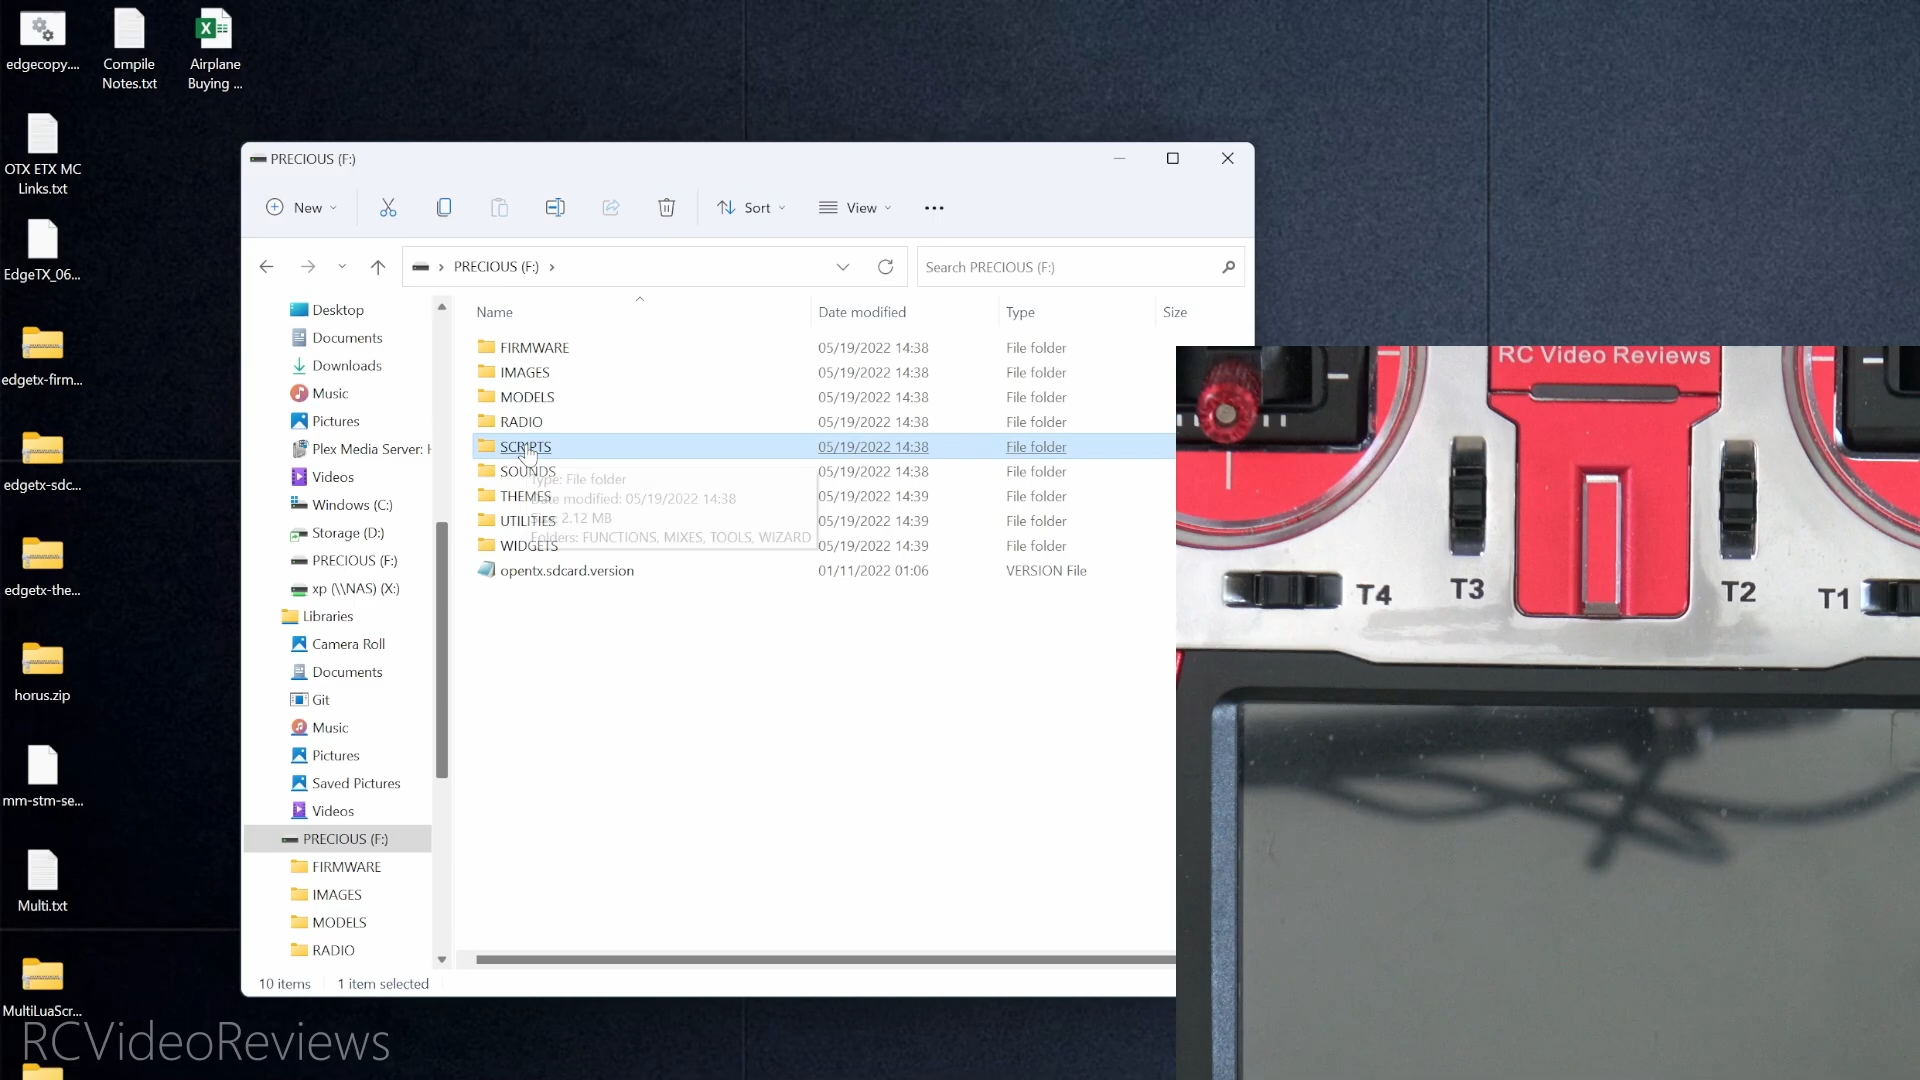 edgecopy....
Compile
Notes.txt
Airplane
Buying ...
OTX ETX MC
Links.txt
EdgeTX_06...
edgetx-firm...
edgetx-sdc...
edgetx-the...
horus.zip
mm-stm-se...
Multi.txt
MultiLuaScr...
PRECIOUS (F:)
New
Sort
View
PRECIOUS (F:)
Search PRECIOUS (F:)
Desktop
Documents
Downloads
Music
Pictures
Plex Media Server:
Videos
Windows (C:)
Storage (D:)
PRECIOUS (F:)
xp (\\NAS) (X:)
Libraries
Camera Roll
Documents
Git
Music
Pictures
Saved Pictures
Videos
PRECIOUS (F:)
FIRMWARE
IMAGES
MODELS
RADIO
Name Date modified Type Size
FIRMWARE 05/19/2022 14:38 File folder
IMAGES 05/19/2022 14:38 File folder
MODELS 05/19/2022 14:38 File folder
RADIO 05/19/2022 14:38 File folder
SCRIPTS 05/19/2022 14:38 File folder
SOUNDS 05/19/2022 14:38 File folder
THEMES 05/19/2022 14:39 File folder
UTILITIES 05/19/2022 14:39 File folder
WIDGETS 05/19/2022 14:39 File folder
opentx.sdcard.version 01/11/2022 01:06 VERSION File
Type: File folder
Date modified: 05/19/2022 14:38
Size: 2.12 MB
Folders: FUNCTIONS, MIXES, TOOLS, WIZARD
10 items 1 item selected
RC Video Reviews
T4
T3
T2
T1
RCVideoReviews